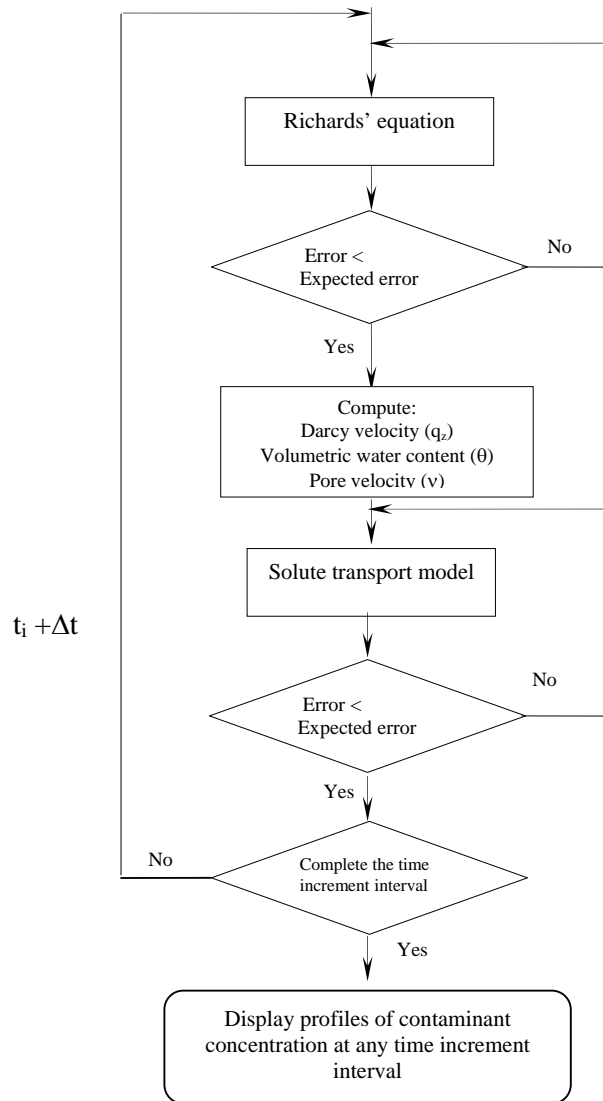 Richards’ equation
Error <
Expected error
No
Yes
Compute:
Darcy velocity (qz)
Volumetric water content (θ)
Pore velocity (ν)
Solute transport model
ti +Δt
Error <
Expected error
No
Yes
No
Complete the time
increment interval
Yes
Display profiles of contaminant
concentration at any time increment
interval